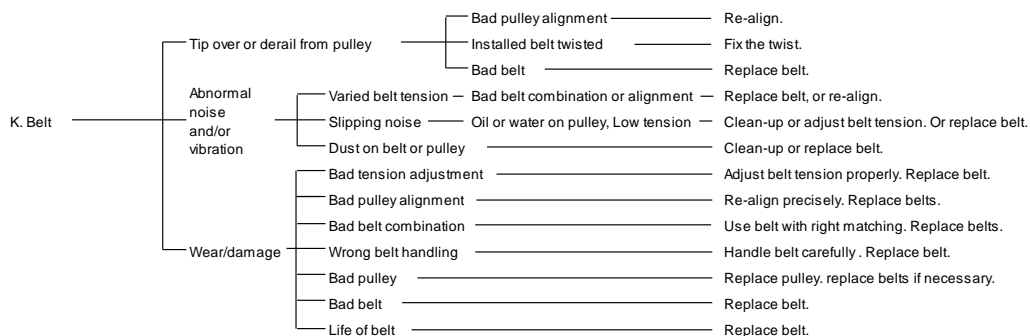 Bad pulley alignment Re-align.
Tip over or derail from pulley Installed belt twisted Fix the twist.
Bad belt Replace belt.
Abnormal
noise
and/or
vibration
Varied belt tension Bad belt combination or alignment Replace belt, or re-align.
K. Belt Slipping noise Oil or water on pulley, Low tension Clean-up or adjust belt tension. Or replace belt.
Dust on belt or pulley Clean-up or replace belt.
Bad tension adjustment Adjust belt tension properly. Replace belt.
Bad pulley alignment Re-align precisely. Replace belts.
Bad belt combination Use belt with right matching. Replace belts.
Wear/damage Wrong belt handling Handle belt carefully . Replace belt.
Bad pulley Replace pulley. replace belts if necessary.
Bad belt Replace belt.
Life of belt Replace belt.